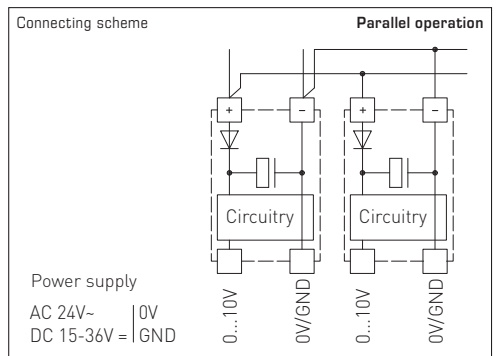 Connecting scheme
Parallel operation
+
−
+
−
Circuitry
Circuitry
Power supply
AC 24V~ | 0V
DC 15-36V = | GND
0...10V
0V/GND
0...10V
0V/GND